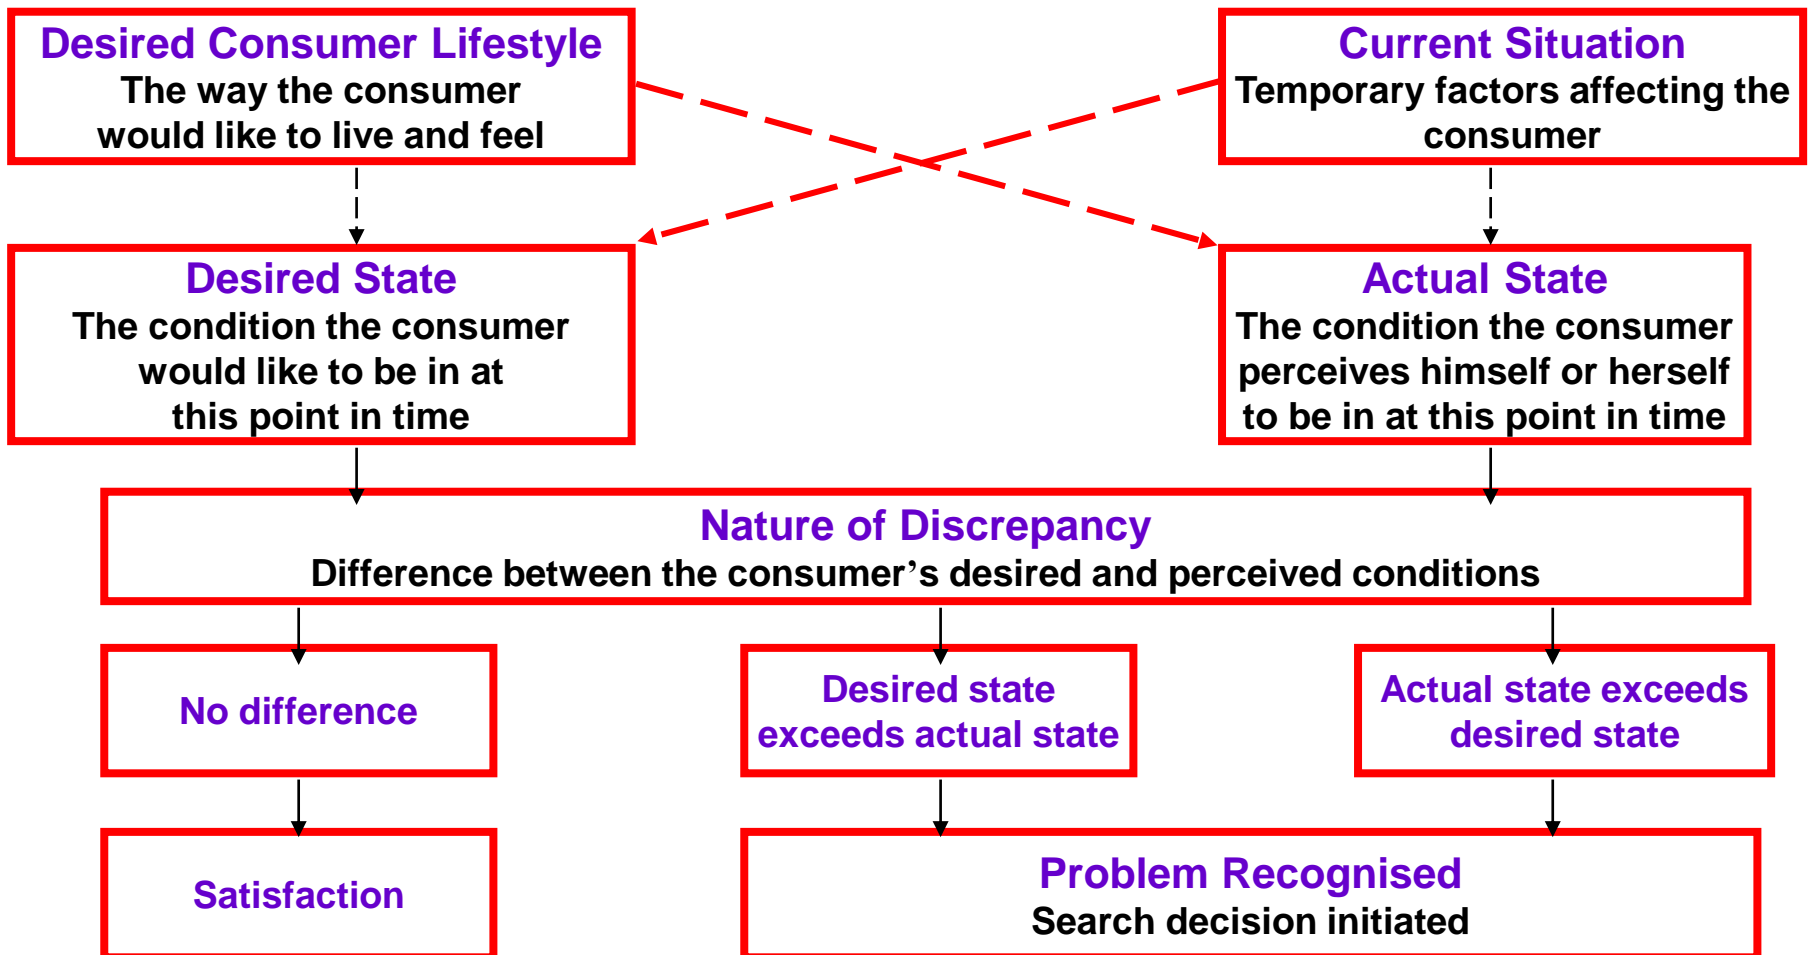 Desired Consumer Lifestyle
The way the consumer
would like to live and feel
Current Situation
Temporary factors affecting the
consumer
Desired State
The condition the consumer
would like to be in at
this point in time
Actual State
The condition the consumer
perceives himself or herself
to be in at this point in time
Nature of Discrepancy
Difference between the consumer’s desired and perceived conditions
No difference
Desired state
exceeds actual state
Actual state exceeds
desired state
Satisfaction
Problem Recognised
Search decision initiated